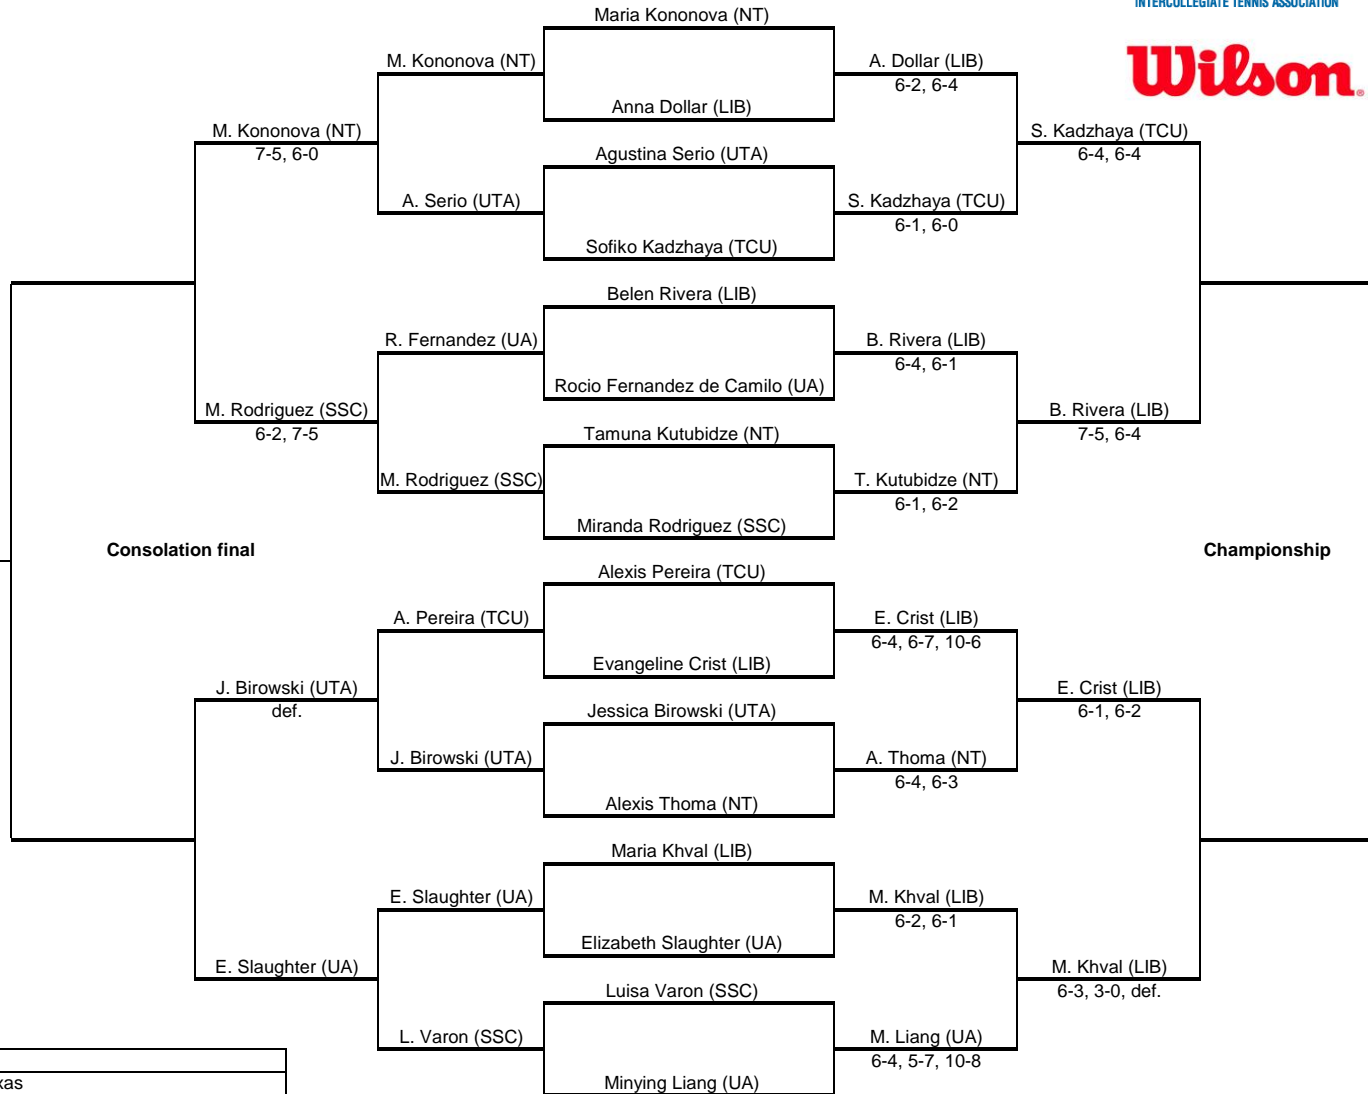 INTERCOLLEGIATE TENNIS ASSOCIATION
Maria Kononova (NT)
Wilson
M. Kononova (NT)
A. Dollar (LIB)
6-2, 6-4
Anna Dollar (LIB)
M. Kononova (NT)
7-5, 6-0
S. Kadzhaya (TCU)
6-4, 6-4
Agustina Serio (UTA)
A. Serio (UTA)
S. Kadzhaya (TCU)
6-1, 6-0
Sofiko Kadzhaya (TCU)
Belen Rivera (LIB)
R. Fernandez (UA)
B. Rivera (LIB)
6-4, 6-1
Rocio Fernandez de Camilo (UA)
M. Rodriguez (SSC)
6-2, 7-5
B. Rivera (LIB)
7-5, 6-4
Tamuna Kutubidze (NT)
M. Rodriguez (SSC)
T. Kutubidze (NT)
6-1, 6-2
Miranda Rodriguez (SSC)
Consolation final
Championship
Alexis Pereira (TCU)
A. Pereira (TCU)
E. Crist (LIB)
6-4, 6-7, 10-6
Evangeline Crist (LIB)
J. Birowski (UTA)
def.
E. Crist (LIB)
6-1, 6-2
Jessica Birowski (UTA)
J. Birowski (UTA)
A. Thoma (NT)
6-4, 6-3
Alexis Thoma (NT)
Maria Khval (LIB)
E. Slaughter (UA)
M. Khval (LIB)
6-2, 6-1
Elizabeth Slaughter (UA)
E. Slaughter (UA)
M. Khval (LIB)
6-3, 3-0, def.
Luisa Varon (SSC)
L. Varon (SSC)
M. Liang (UA)
6-4, 5-7, 10-8
Minying Liang (UA)
xas